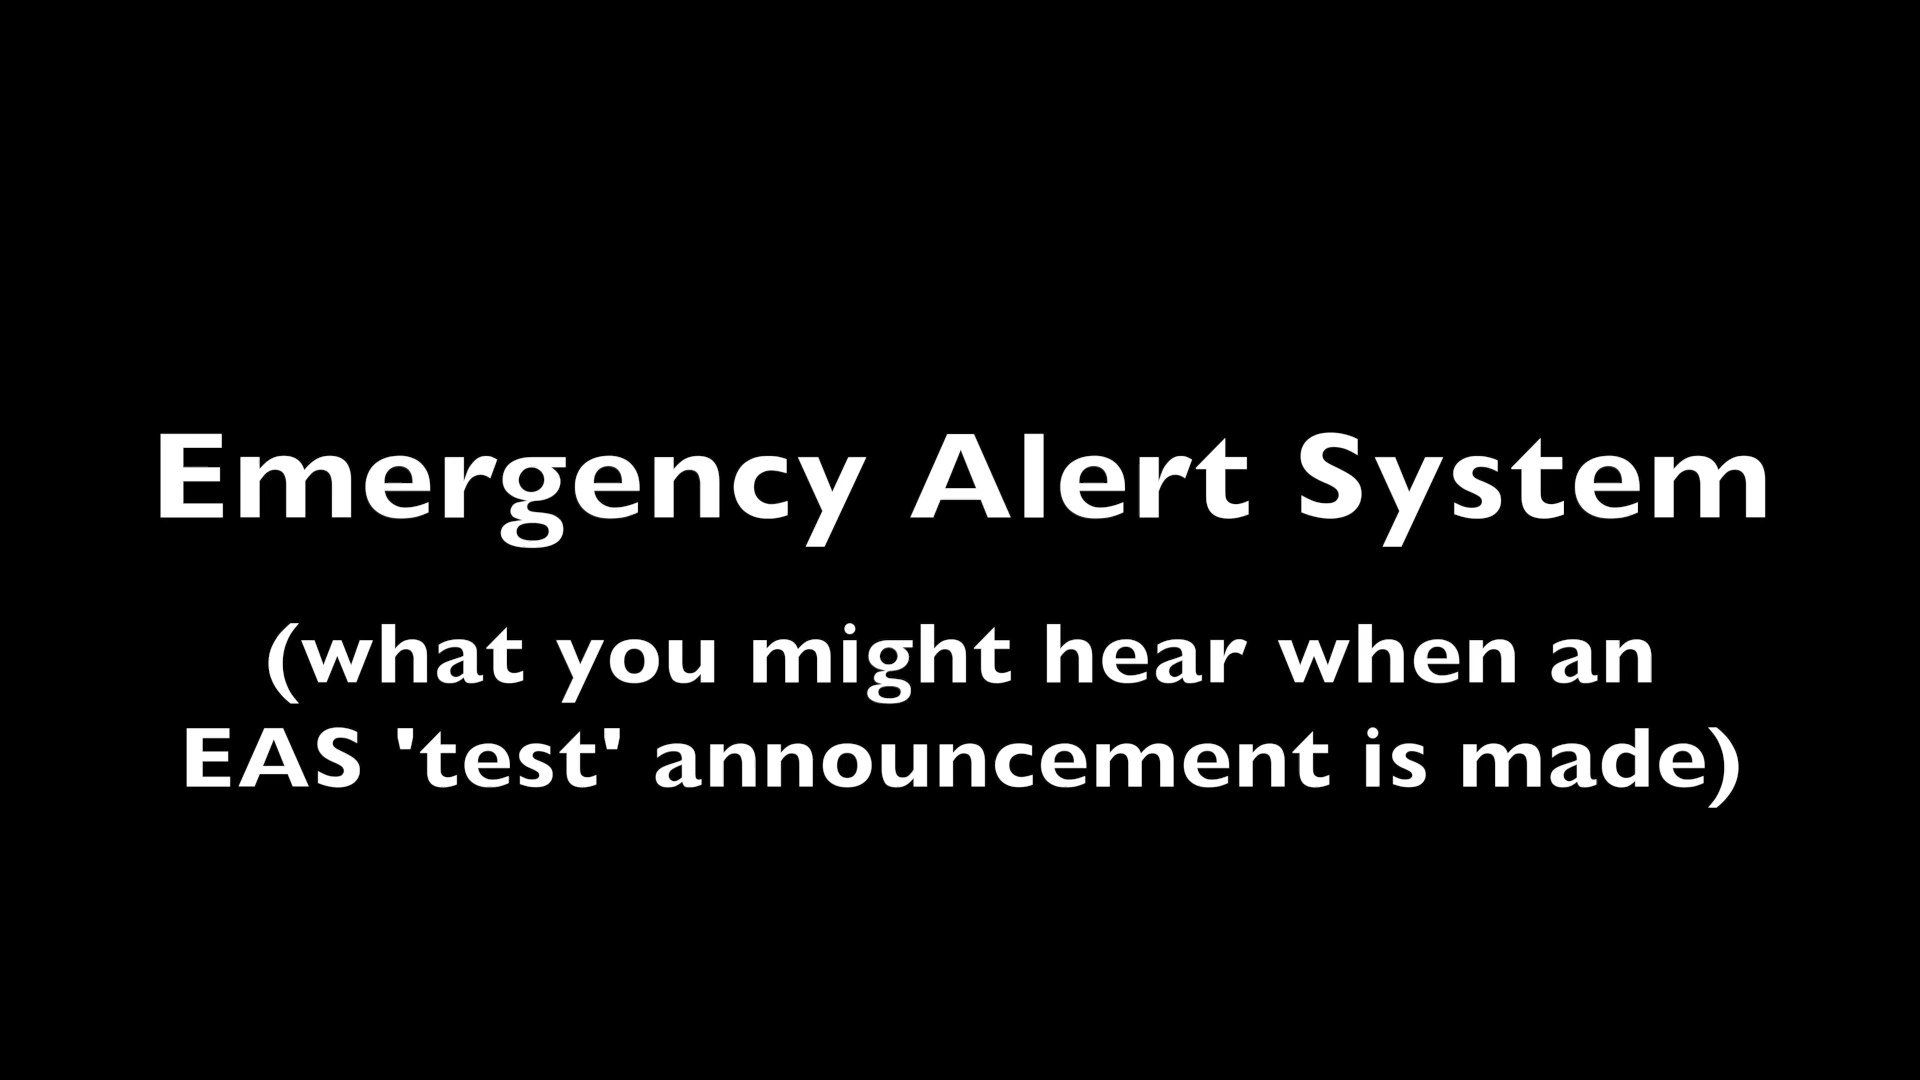 Emergency Alert System
(what you might hear when an
EAS 'test' announcement is made)